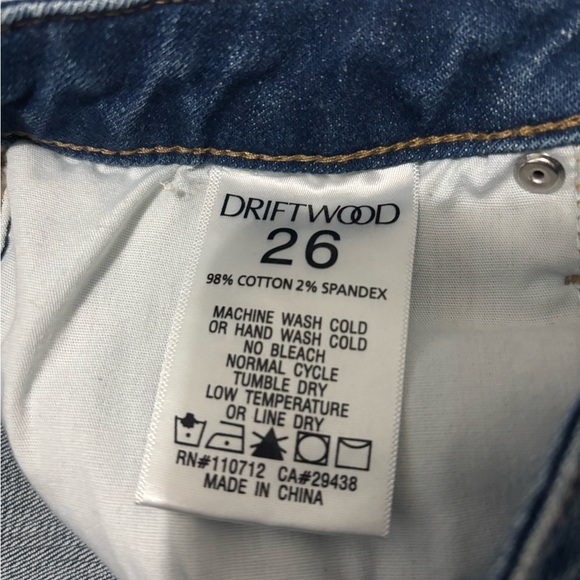 DRIFTWOOD
26
98% COTTON 2% SPANDEX
MACHINE WASH COLD
OR HAND WASH COLD
NO BLEACH
NORMAL CYCLE
TUMBLE DRY
LOW TEMPERATURE
OR LINE DRY
RN#110712 CA#29438
MADE IN CHINA